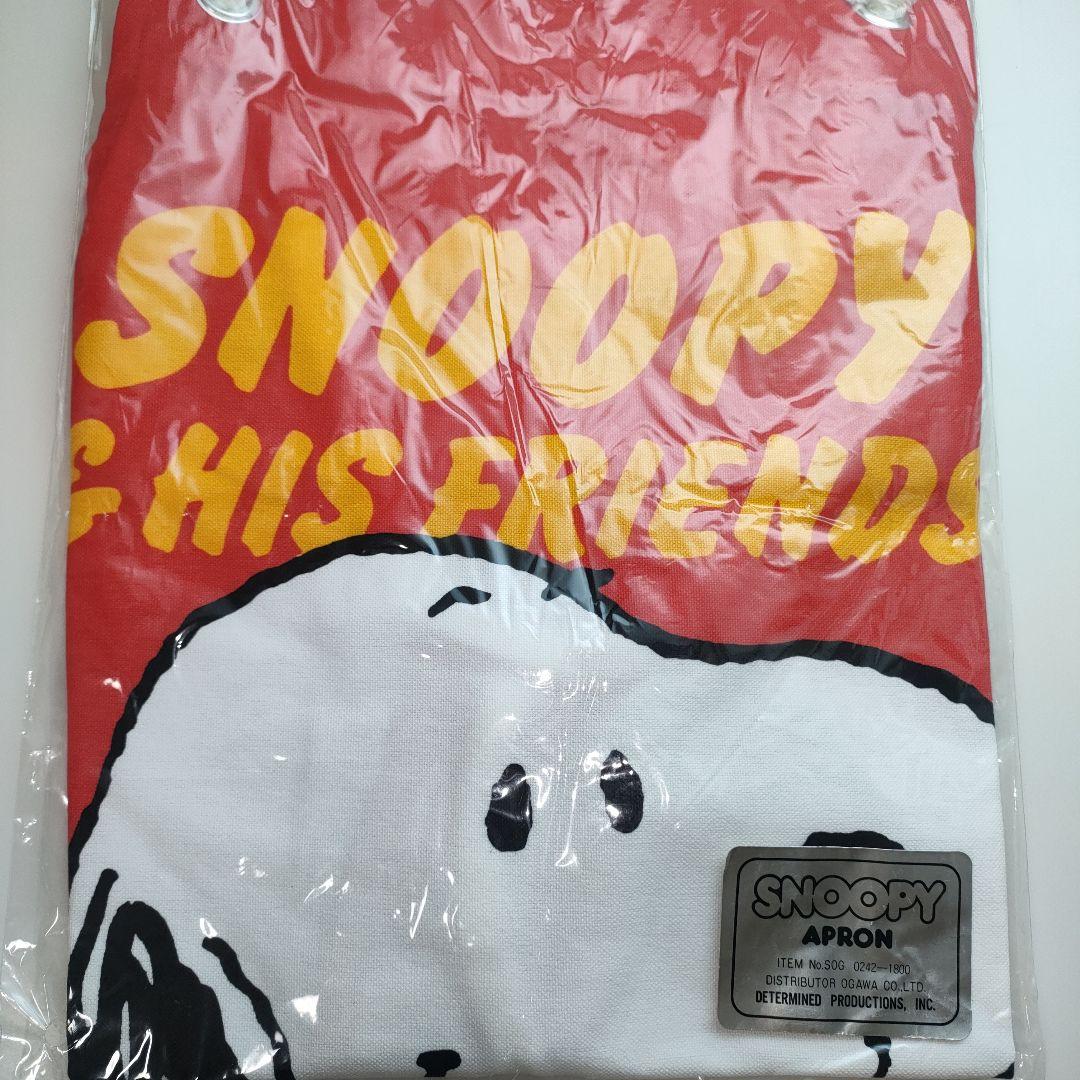 SNOOPY
& HIS FRIENDS
SNOOPY
APRON
ITEM No.SOG 0242—1800
DISTRIBUTOR OGAWA CO.,LTD.
DETERMINED PRODUCTIONS, INC.